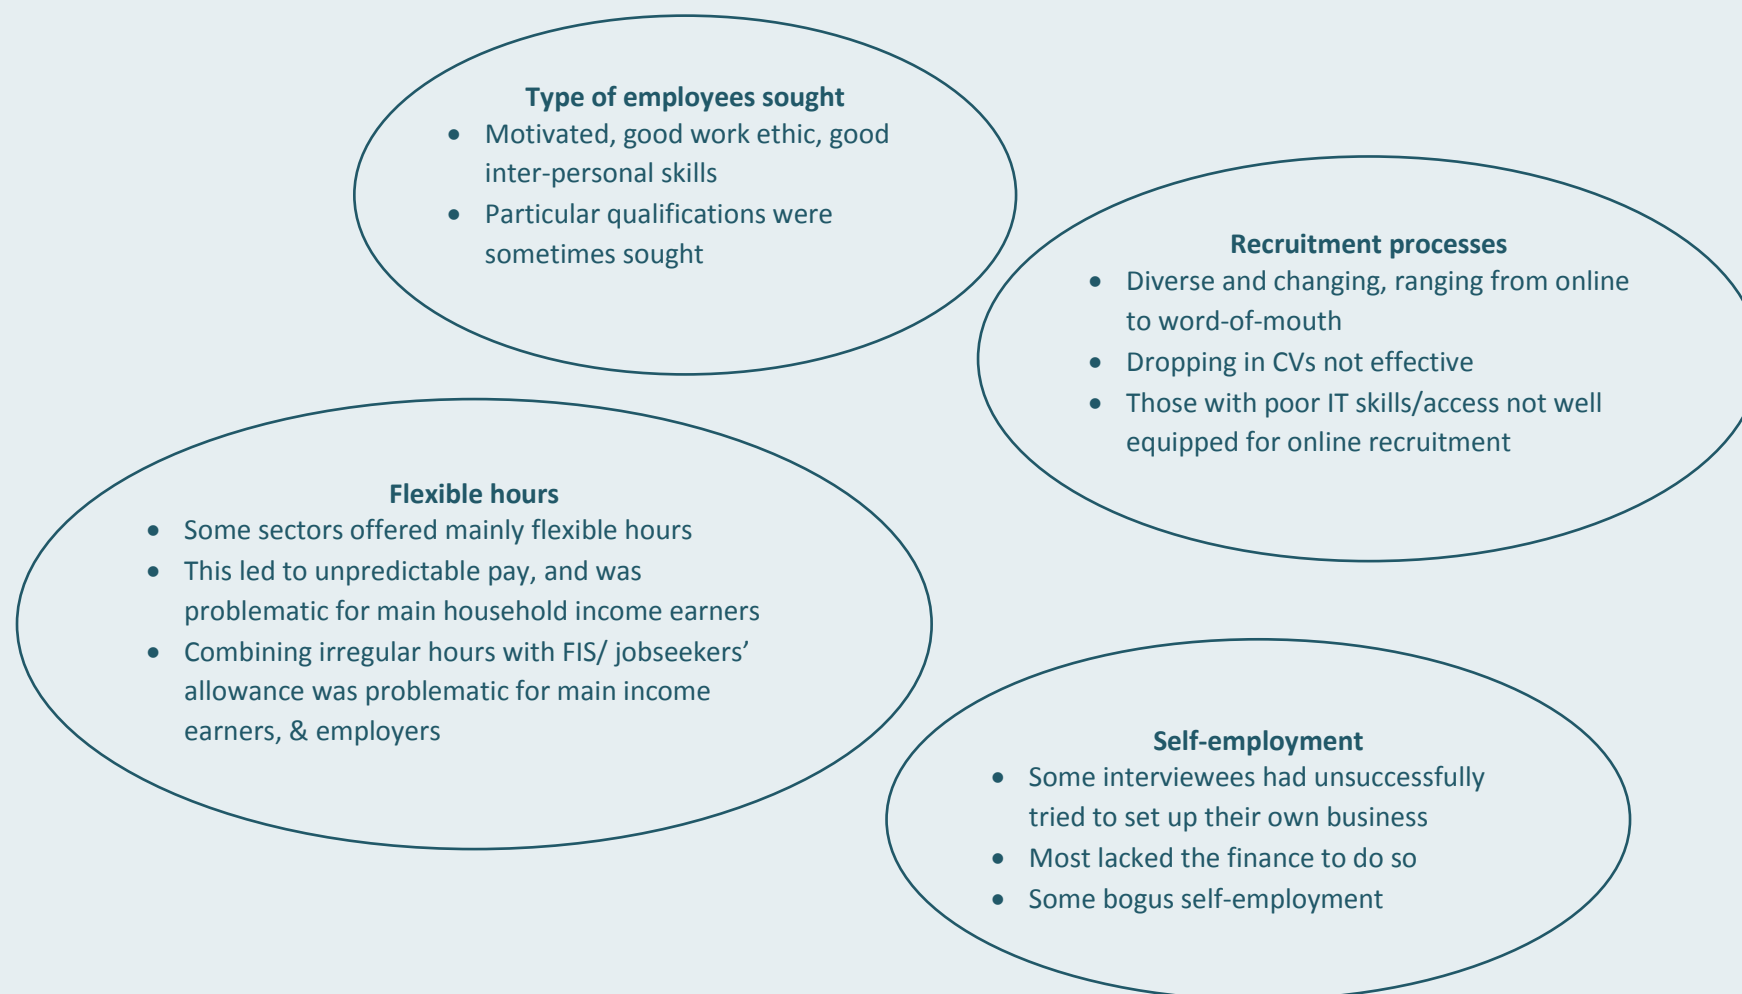 Type of employees sought
• Motivated, good work ethic, good
inter-personal skills
• Particular qualifications were
sometimes sought
Recruitment processes
• Diverse and changing, ranging from online
to word-of-mouth
• Dropping in CVs not effective
• Those with poor IT skills/access not well
equipped for online recruitment
Flexible hours
• Some sectors offered mainly flexible hours
• This led to unpredictable pay, and was
problematic for main household income earners
• Combining irregular hours with FIS/ jobseekers’
allowance was problematic for main income
earners, & employers
Self-employment
• Some interviewees had unsuccessfully
tried to set up their own business
• Most lacked the finance to do so
• Some bogus self-employment